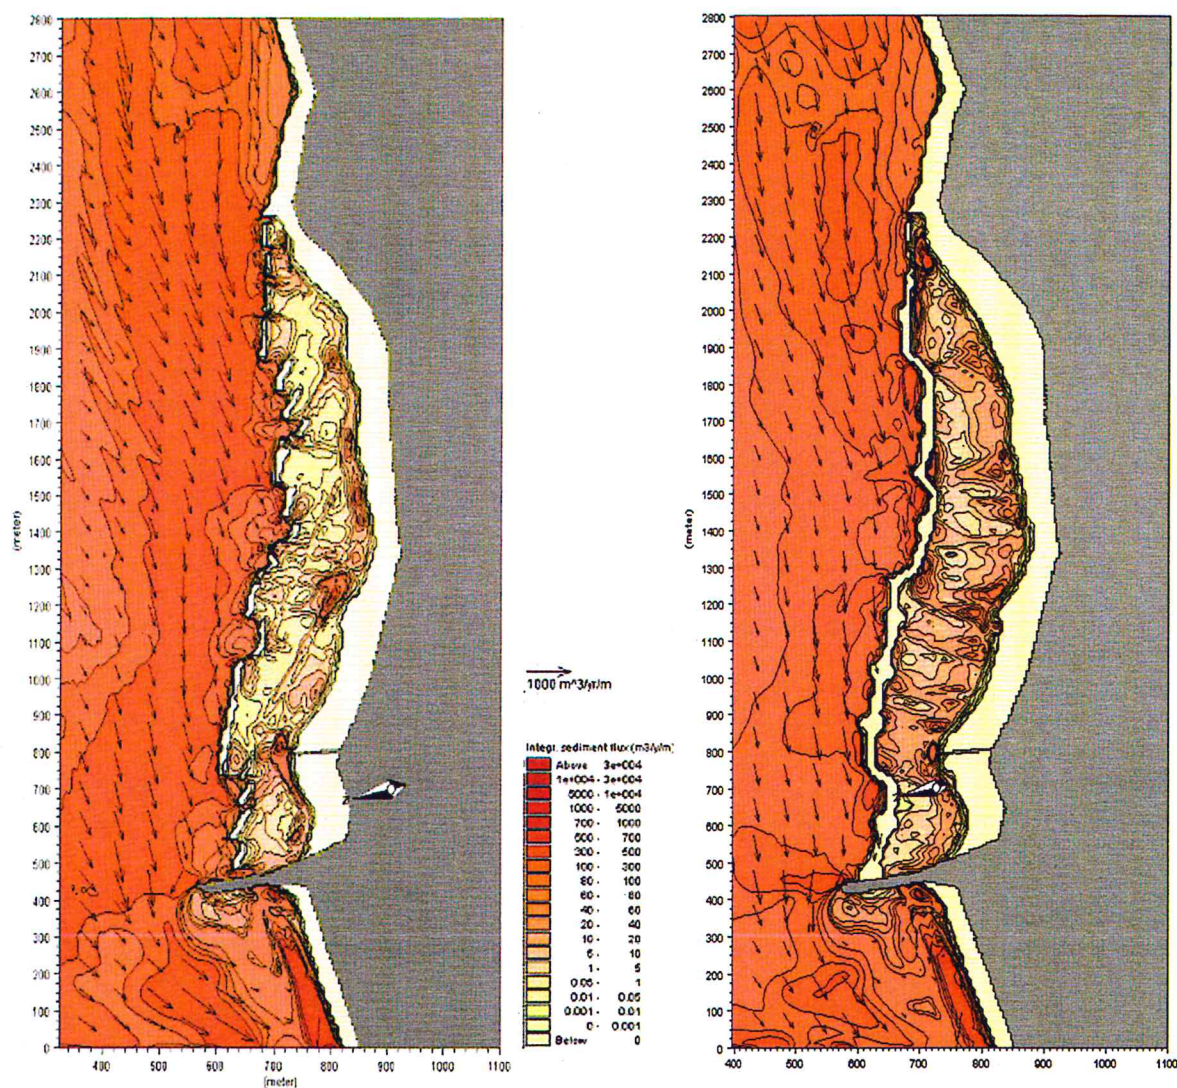 2800
2700
2600
2500
2400
2300
2200
2100
2000
1900
1800
1700
1600
1500
1400
1300
1200
1100
1000
900
800
700
600
500
400
300
200
100
0
(meter)
400 500 600 700 800 900 1000 1100
(meter)
1000 m^3/yr/m
Integr. sediment flux (m3/y/m)
Above 3e+004
1e+004 - 3e+004
5000 - 1e+004
1000 - 5000
700 - 1000
500 - 700
300 - 500
100 - 300
80 - 100
60 - 80
40 - 60
20 - 40
10 - 20
5 - 10
1 - 5
0.05 - 1
0.01 - 0.05
0.001 - 0.01
0 - 0.001
Below 0
2800
2700
2600
2500
2400
2300
2200
2100
2000
1900
1800
1700
1600
1500
1400
1300
1200
1100
1000
900
800
700
600
500
400
300
200
100
0
(meter)
400 500 600 700 800 900 1000 1100